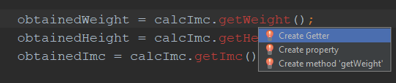 obtainedWeight = calcImc.getWeight();
obtainedHeight = calcImc.getHe
obtainedImc = calcImc.getImc()
Create Getter
Create property
Create method 'getWeight'